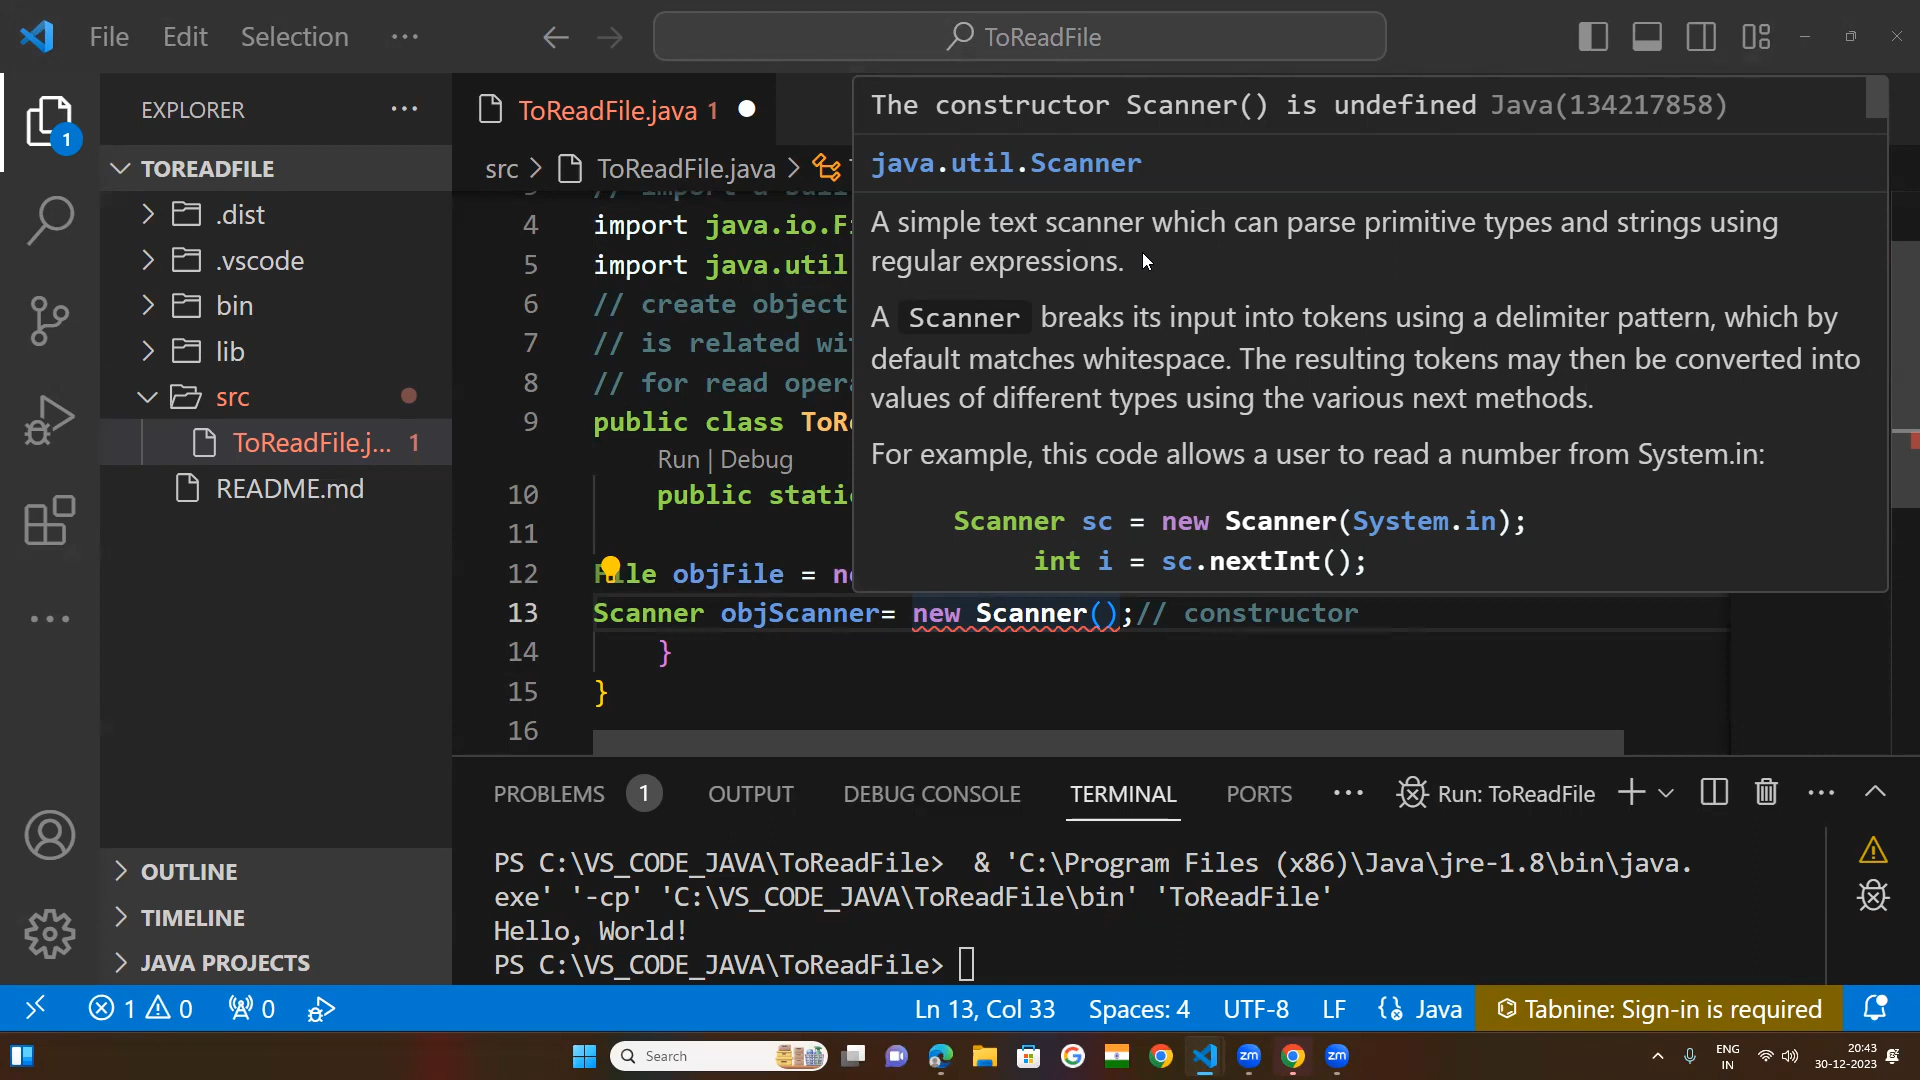 File Edit Selection ··· ToReadFile
EXPLORER ···
TOREADFILE
.dist
.vscode
bin
lib
src
ToReadFile.j... 1
README.md
OUTLINE
TIMELINE
JAVA PROJECTS
1
ToReadFile.java 1
src > ToReadFile.java >
4 import java.io.Fi
5 import java.util
6 // create object
7 // is related wi
8 // for read opera
9 public class ToR
Run | Debug
10 public stati
11
12 File objFile = ne
13 Scanner objScanner= new Scanner();// constructor
14 }
15 }
16
The constructor Scanner() is undefined Java(134217858)
java.util.Scanner
A simple text scanner which can parse primitive types and strings using
regular expressions.
A Scanner breaks its input into tokens using a delimiter pattern, which by
default matches whitespace. The resulting tokens may then be converted into
values of different types using the various next methods.
For example, this code allows a user to read a number from System.in:
Scanner sc = new Scanner(System.in);
int i = sc.nextInt();
PROBLEMS 1 OUTPUT DEBUG CONSOLE TERMINAL PORTS ··· Run: ToReadFile ···
PS C:\VS_CODE_JAVA\ToReadFile> & 'C:\Program Files (x86)\Java\jre-1.8\bin\java.
exe' '-cp' 'C:\VS_CODE_JAVA\ToReadFile\bin' 'ToReadFile'
Hello, World!
PS C:\VS_CODE_JAVA\ToReadFile>
1 0 0 Ln 13, Col 33 Spaces: 4 UTF-8 LF {} Java Tabnine: Sign-in is required
Search zm zm ENG
IN
20:43
30-12-2023